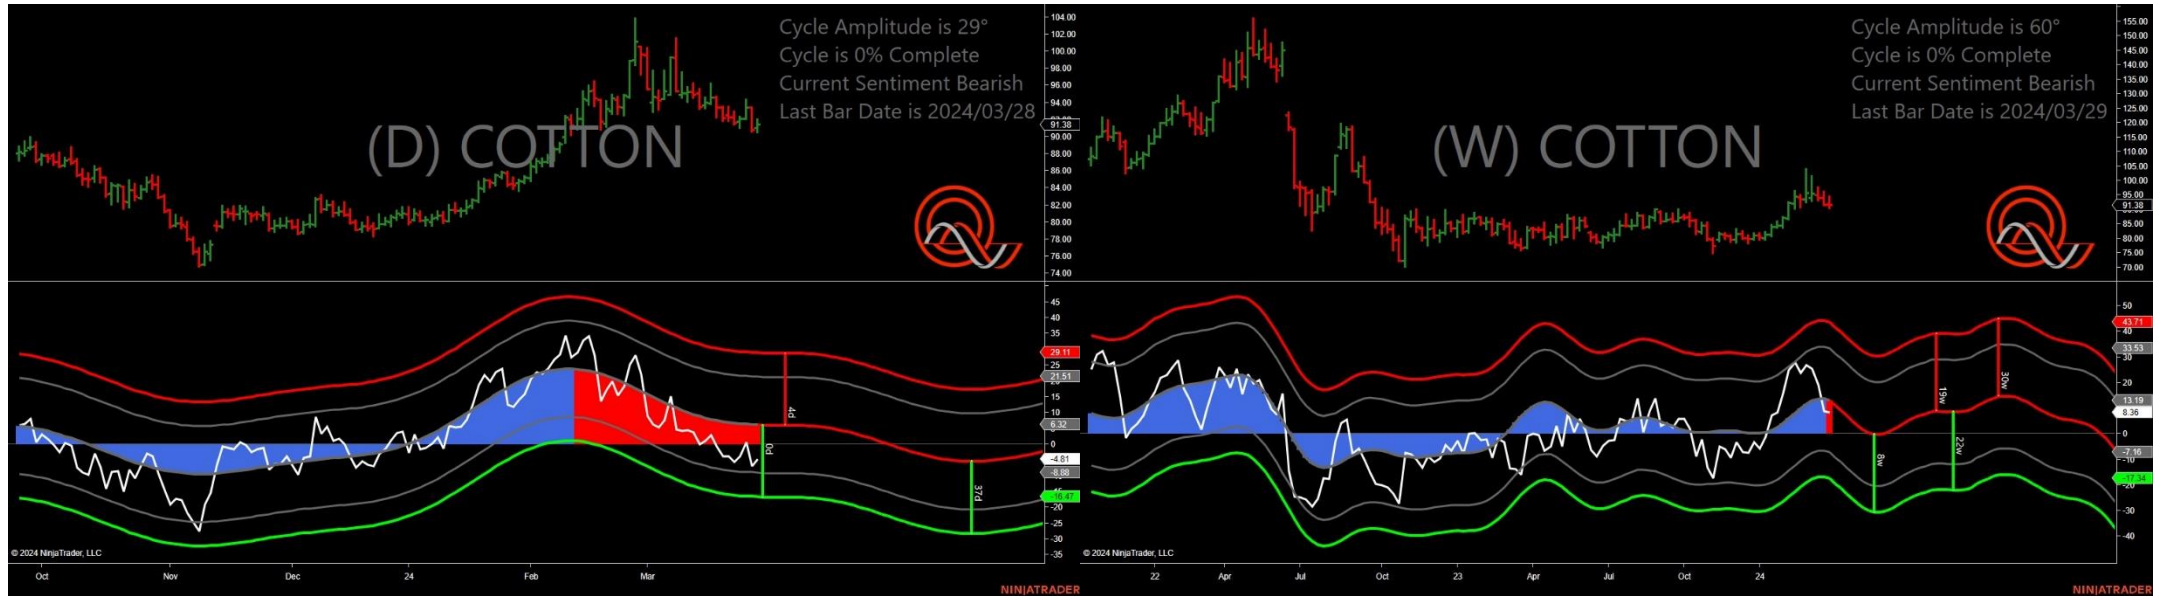 Cycle Amplitude is 29°
Cycle is 0% Complete
Current Sentiment Bearish
Last Bar Date is 2024/03/28
(D) COTTON
104.00
102.00
100.00
98.00
96.00
94.00
91.38
90.00
88.00
86.00
84.00
82.00
80.00
78.00
76.00
74.00
45
40
35
29.11
25
21.51
15
10
6.32
0
-4.81
-8.88
-16.47
-20
-25
-30
-35
4d
0d
37d
© 2024 NinjaTrader, LLC
Oct
Nov
Dec
24
Feb
Mar
NINJATRADER
Cycle Amplitude is 60°
Cycle is 0% Complete
Current Sentiment Bearish
Last Bar Date is 2024/03/29
(W) COTTON
155.00
150.00
145.00
140.00
135.00
130.00
125.00
120.00
115.00
110.00
105.00
100.00
95.00
91.38
85.00
80.00
75.00
70.00
50
43.71
40
33.53
30
20
13.19
8.36
0
-7.16
-10
-17.34
-30
-40
8w
19w
22w
30w
© 2024 NinjaTrader, LLC
22
Apr
Jul
Oct
23
Apr
Jul
Oct
24
NINJATRADER